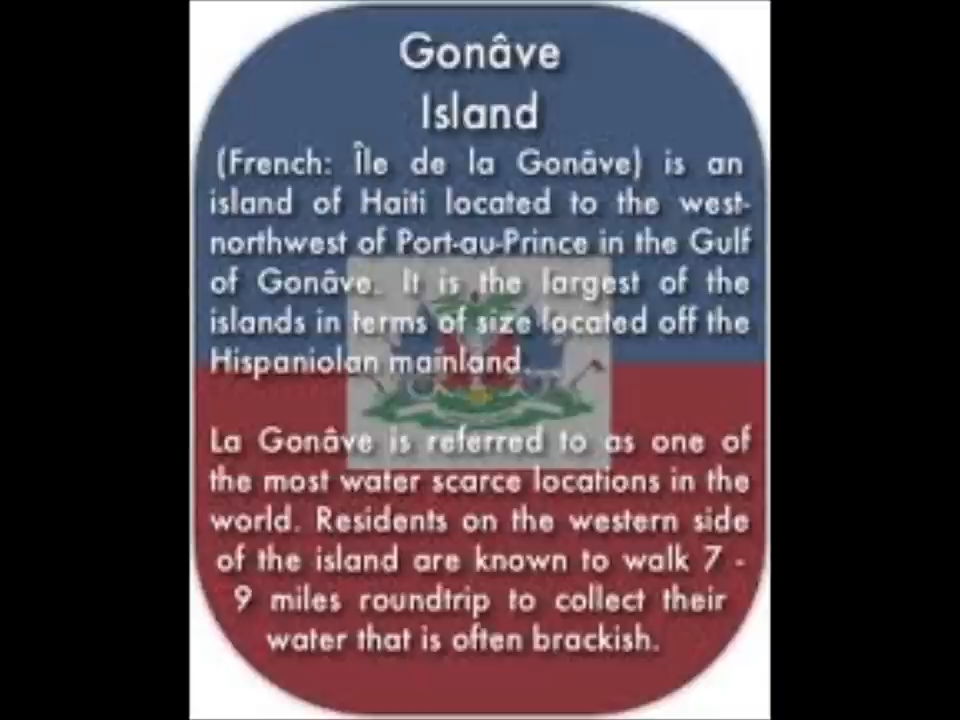 Gonâve
Island
(French: Île de la Gonâve) is an
island of Haiti located to the west-
northwest of Port-au-Prince in the Gulf
of Gonâve. It is the largest of the
islands in terms of size located off the
Hispaniolan mainland.
La Gonâve is referred to as one of
the most water scarce locations in the
world. Residents on the western side
of the island are known to walk 7 -
9 miles roundtrip to collect their
water that is often brackish.